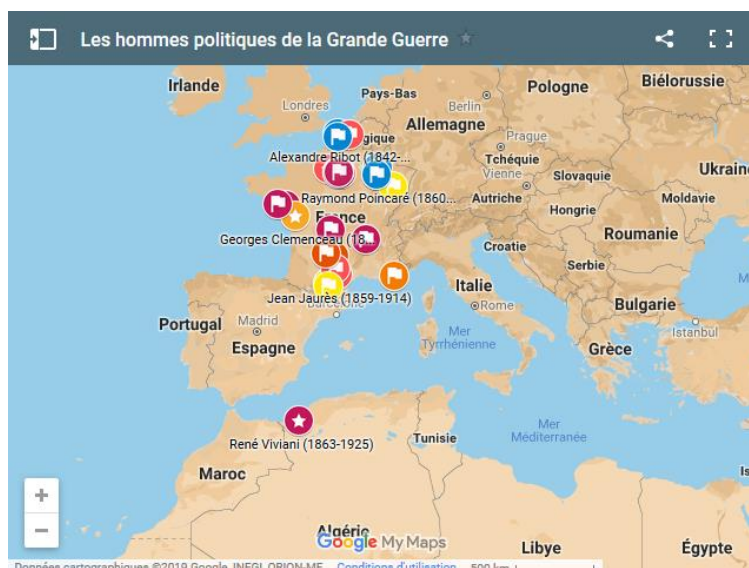 Les hommes politiques de la Grande Guerre
Irlande
Pays-Bas
Pologne
Biélorussie
Londres
Berlin
Allemagne
gique
Prague
Alexandre Ribot (1842-...
Tchéquie
Ukrain
Vienne
Slovaquie
Raymond Poincaré (1860...
Autriche
Moldavie
Hongrie
France
Roumanie
Georges Clemenceau (18...
Croatie
Serbie
Italie
Jean Jaurès (1859-1914)
Bulgarie
Barcelone
Rome
Portugal
Madrid
Istanbul
Mer
Tyrrhénienne
Espagne
Grèce
Mer
Méditerranée
René Viviani (1863-1925)
Tunisie
Maroc
Is
+
−
Algérie
Google My Maps
Libye
Égypte
Données cartographiques ©2019 Google, INEGI, ORION-ME
Conditions d'utilisation
500 km